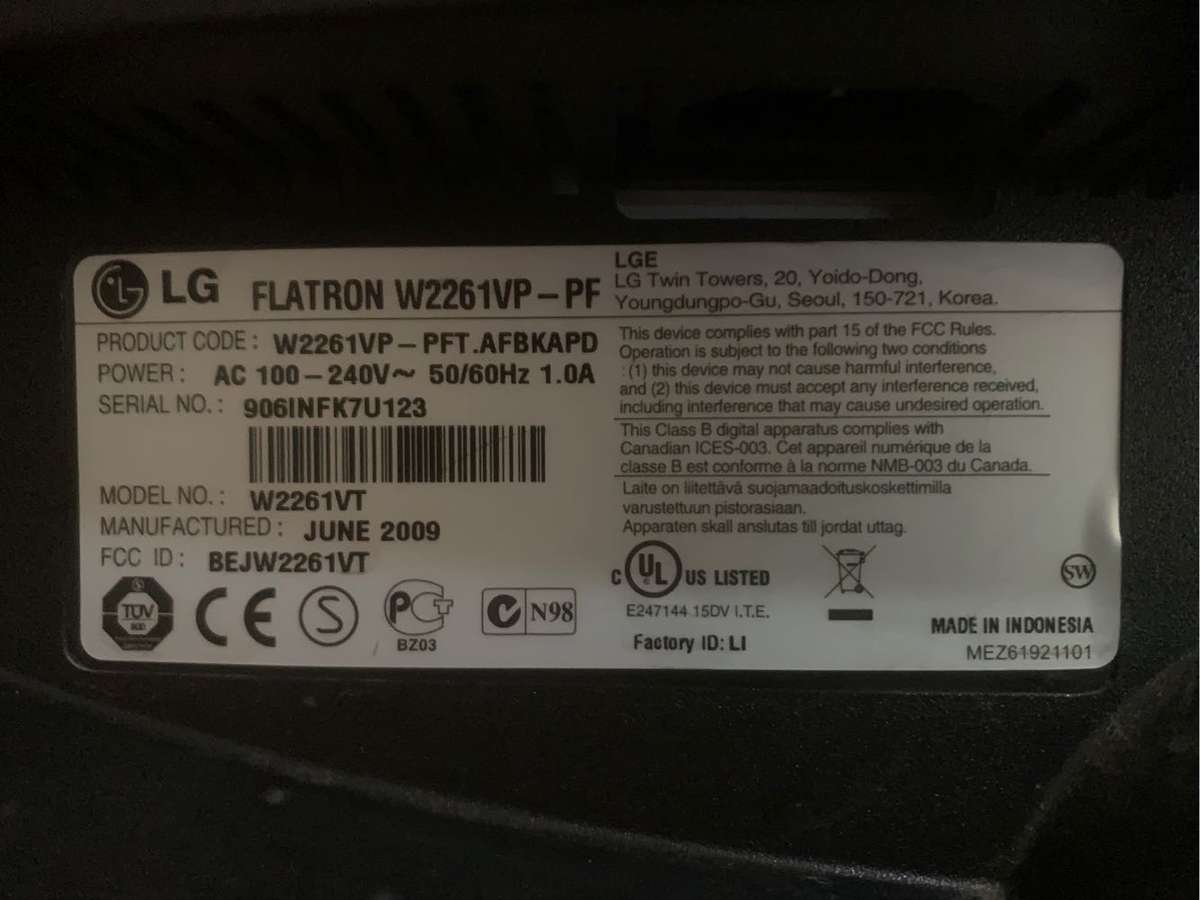 LG FLATRON W2261VP-PF
PRODUCT CODE : W2261VP-PFT.AFBKAPD
POWER : AC 100-240V~ 50/60Hz 1.0A
SERIAL NO. : 906INFK7U123
MODEL NO. : W2261VT
MANUFACTURED : JUNE 2009
FCC ID : BEJW2261VT
S
TÜV
CE
S
PCT
BZ03
N98
LGE
LG Twin Towers, 20, Yoido-Dong,
Youngdungpo-Gu, Seoul, 150-721, Korea.
This device complies with part 15 of the FCC Rules.
Operation is subject to the following two conditions
: (1) this device may not cause harmful interference,
and (2) this device must accept any interference received,
including interference that may cause undesired operation.
This Class B digital apparatus complies with
Canadian ICES-003. Cet appareil numérique de la
classe B est conforme à la norme NMB-003 du Canada.
Laite on liitettävä suojamaadoituskoskettimilla
varustettuun pistorasiaan.
Apparaten skall anslutas till jordat uttag.
C UL US LISTED
E247144 15DV I.T.E.
Factory ID: LI
SW
MADE IN INDONESIA
MEZ61921101